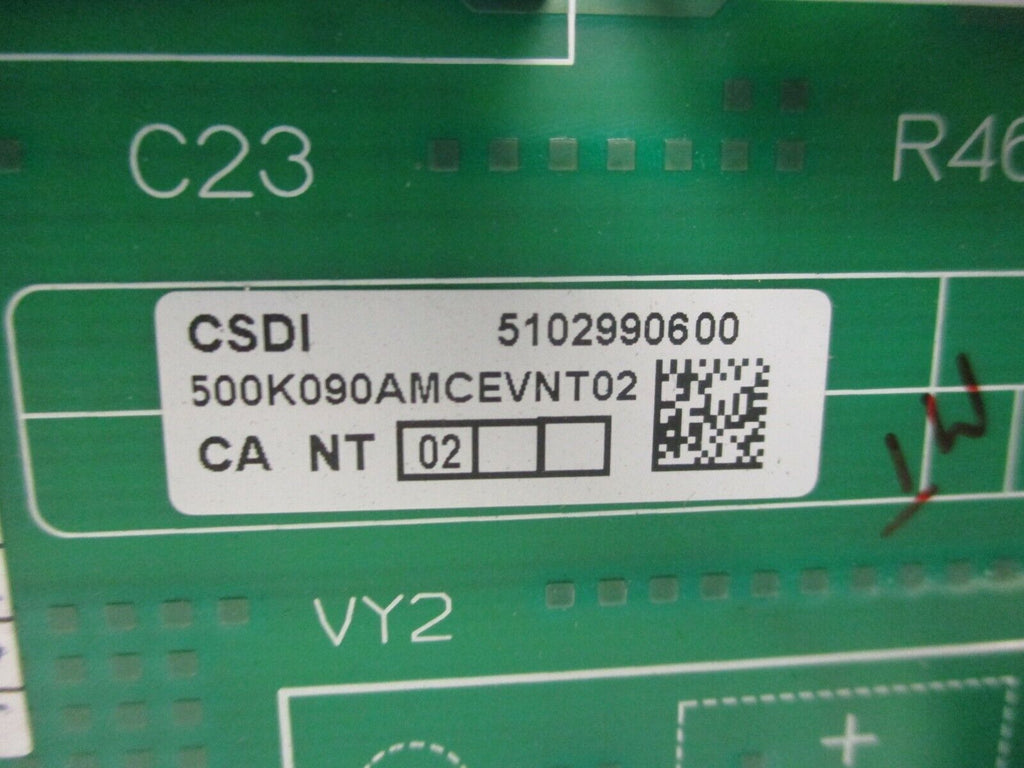 C23
R46
CSDI 5102990600
500K090AMCEVNT02
CA NT 02
VY2
+